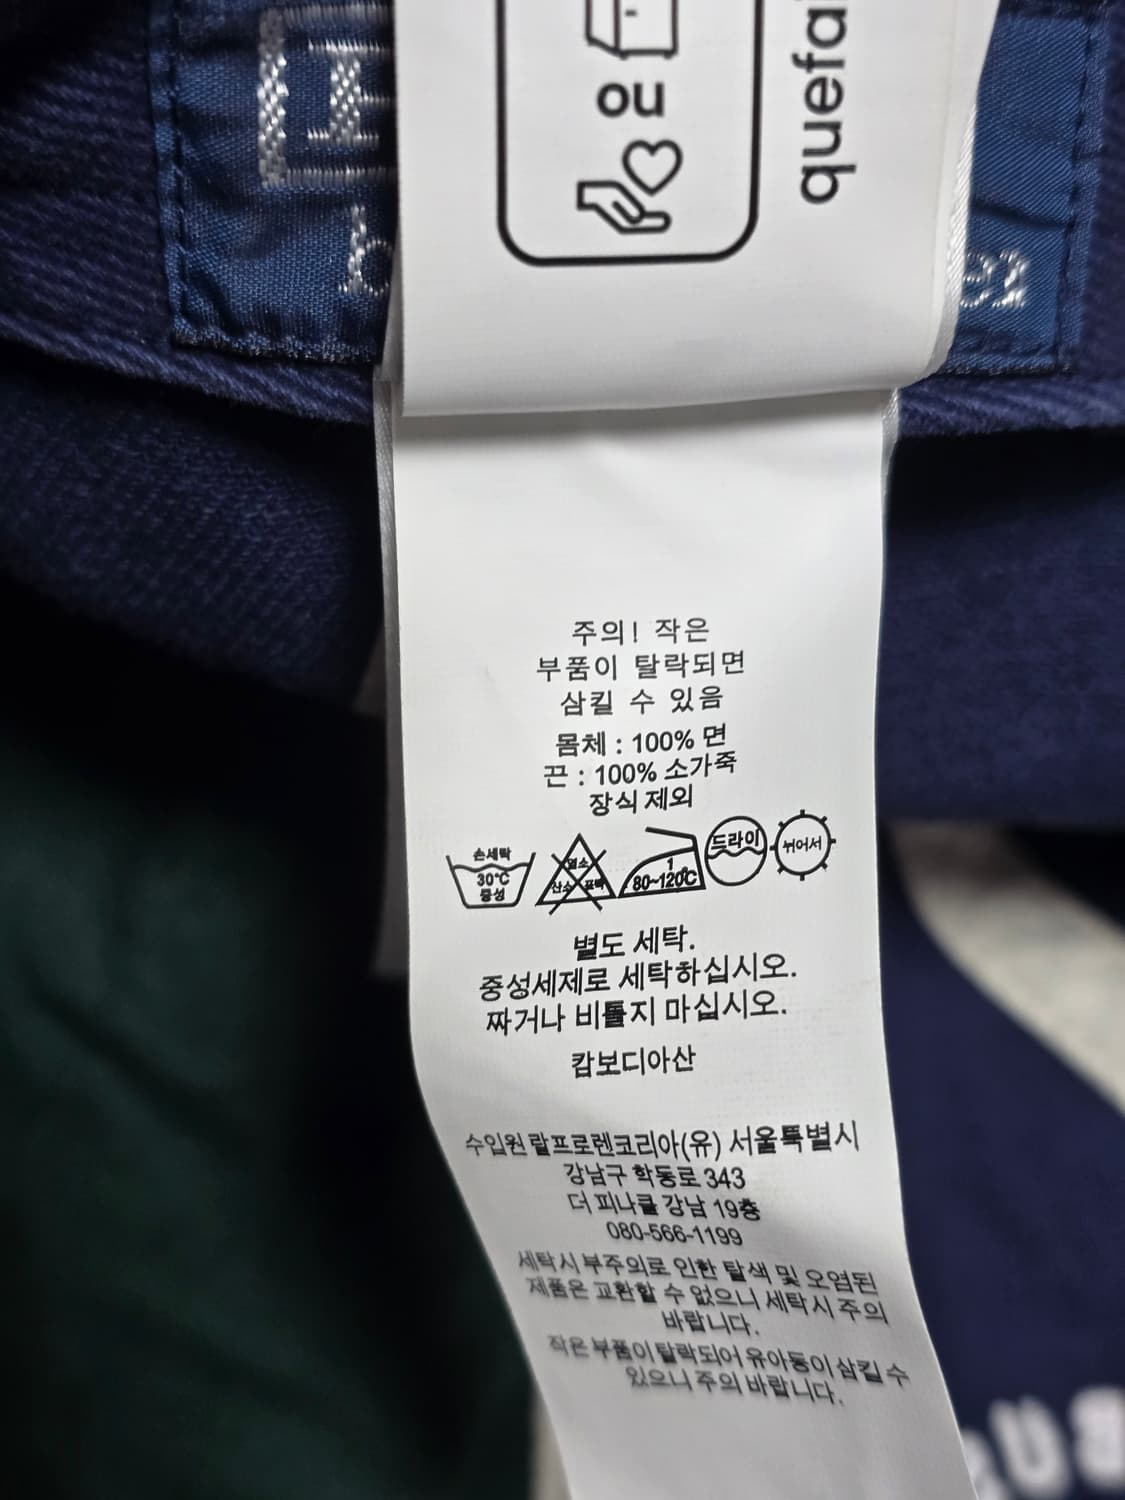 OU
quefai
주의! 작은
부품이 탈락되면
삼킬 수 있음
몸체 : 100% 면
끈 : 100% 소가죽
장식 제외
손세탁
30℃
중성
염소
산소 표백
1
80~120℃
드라이
뉘어서
별도 세탁.
중성세제로 세탁하십시오.
짜거나 비틀지 마십시오.
캄보디아산
수입원 랄프로렌코리아(유) 서울특별시
강남구 학동로 343
더 피나클 강남 19층
080-566-1199
세탁시 부주의로 인한 탈색 및 오염된
제품은 교환할 수 없으니 세탁시 주의
바랍니다.
작은 부품이 탈락되어 유아동이 삼킬 수
있으니 주의 바랍니다.